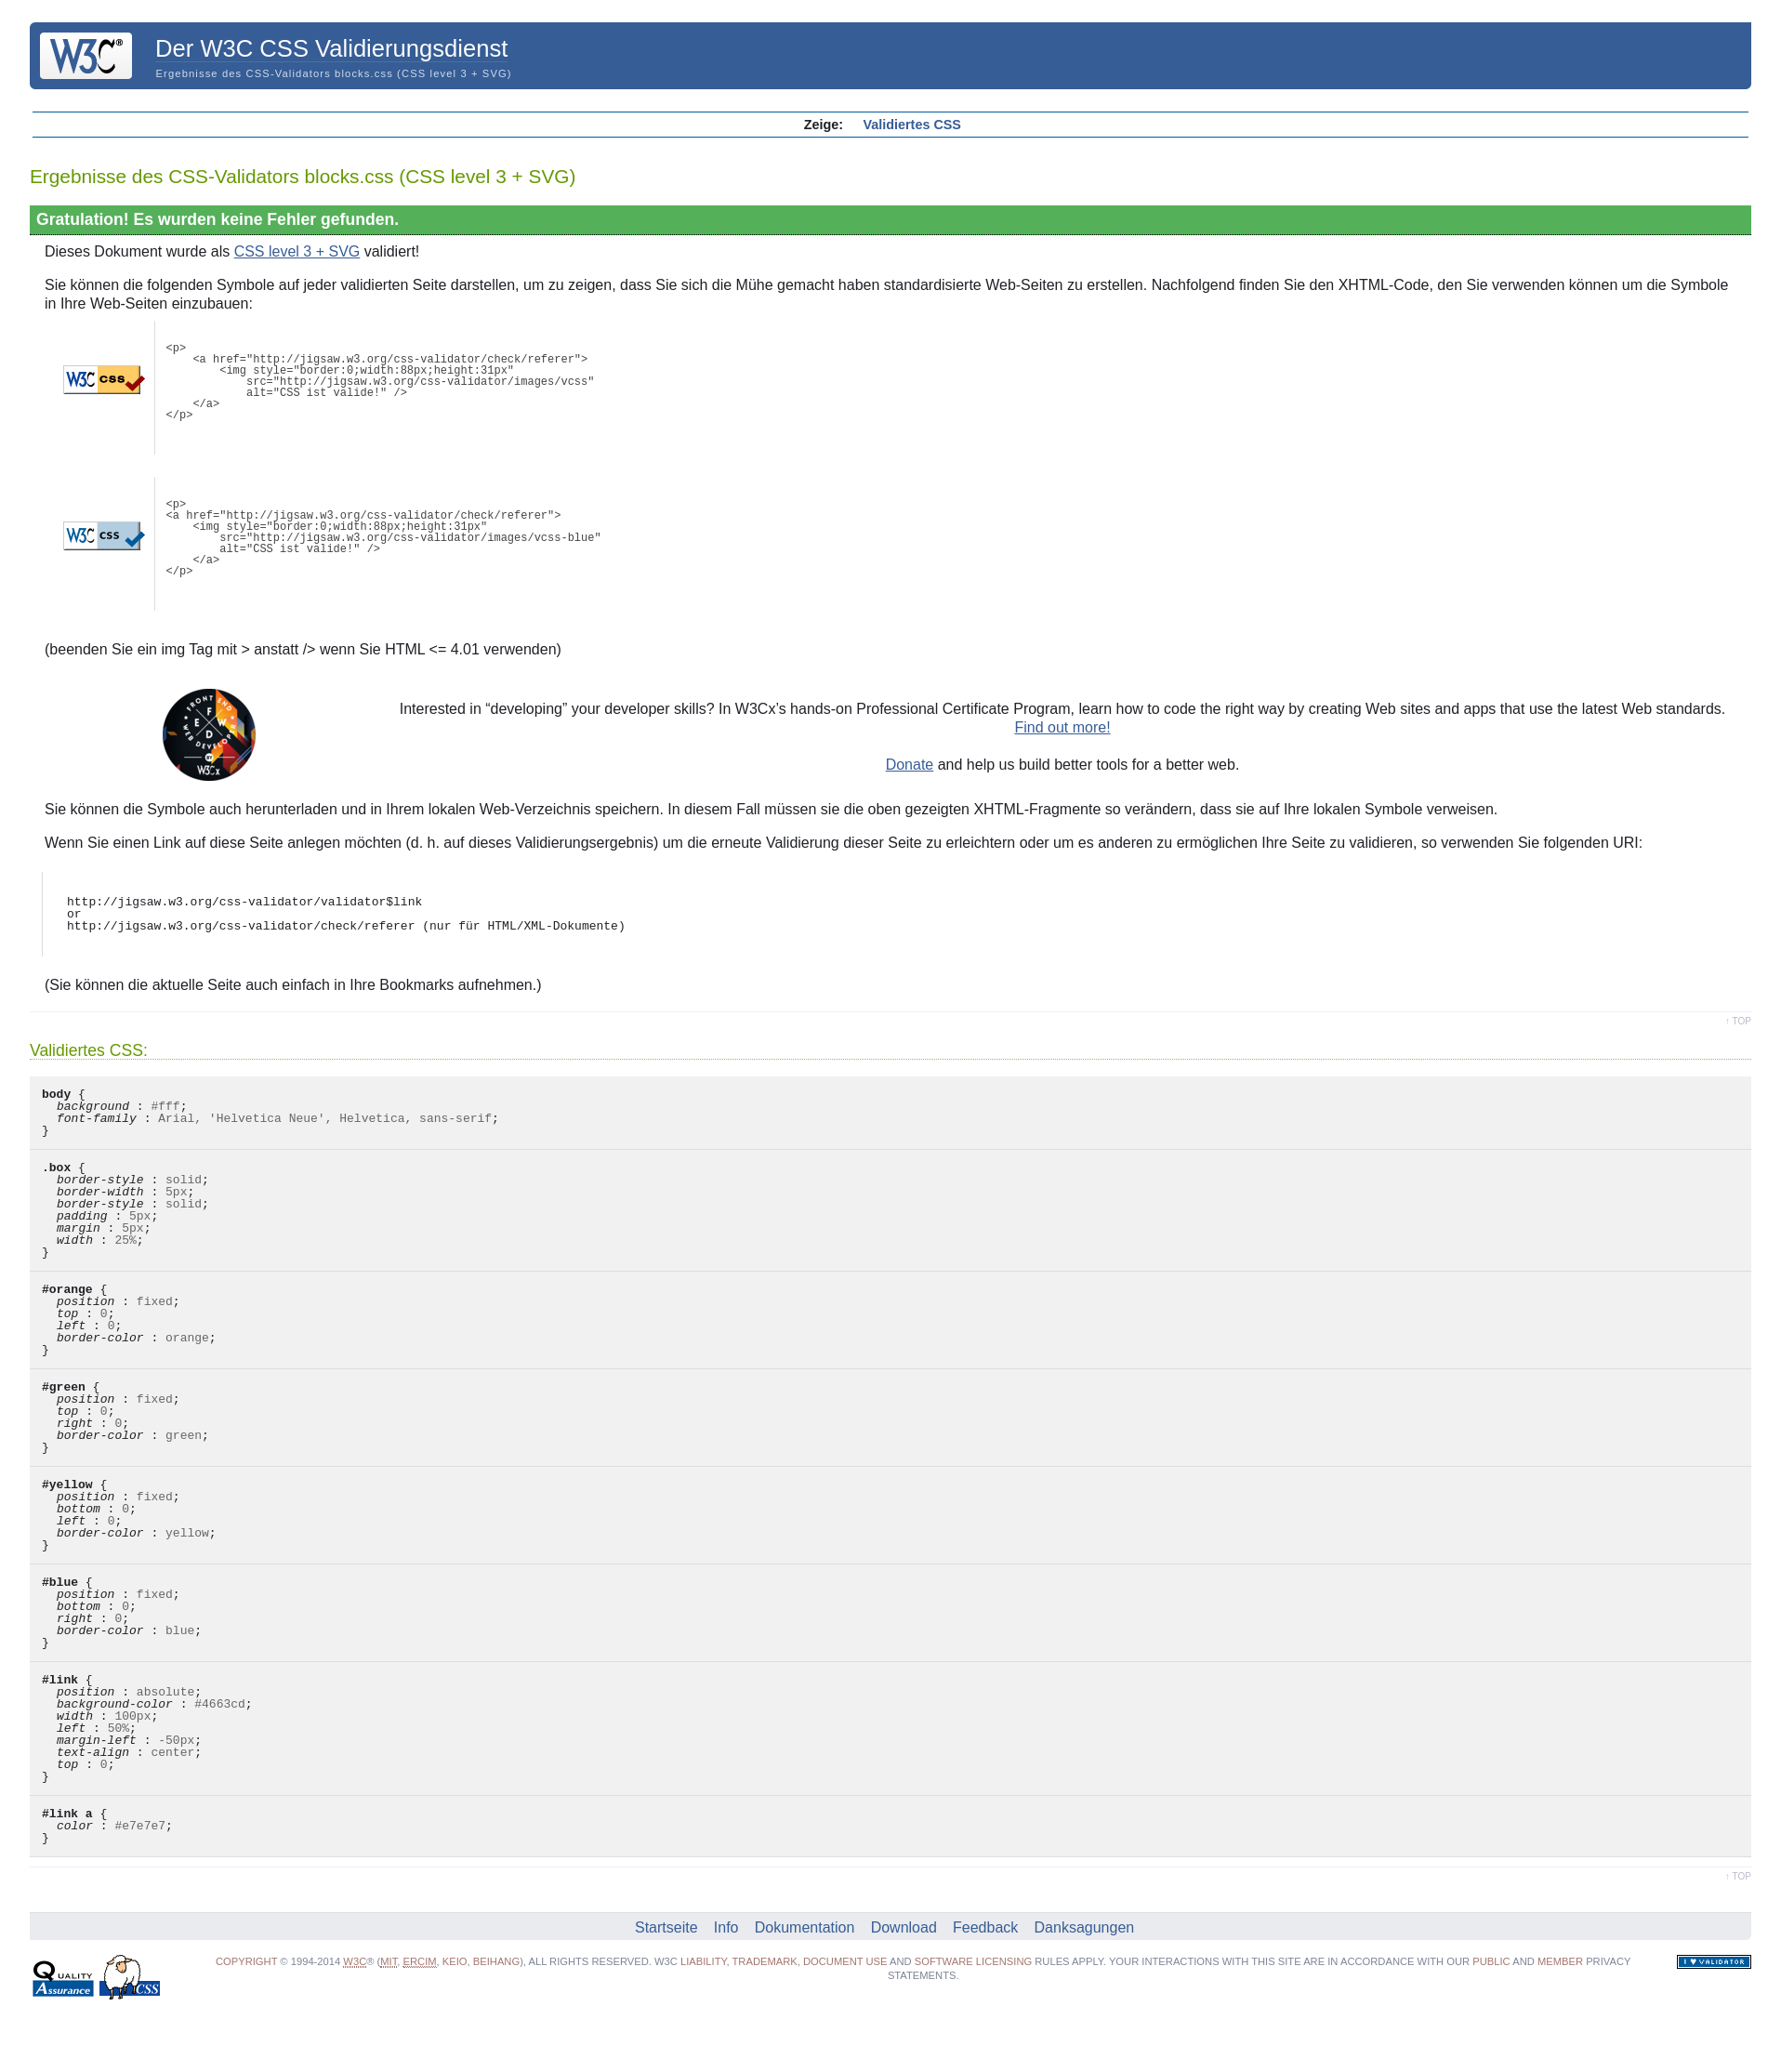 W3C®
Der W3C CSS Validierungsdienst
Ergebnisse des CSS-Validators blocks.css (CSS level 3 + SVG)
Zeige: Validiertes CSS
Ergebnisse des CSS-Validators blocks.css (CSS level 3 + SVG)
Gratulation! Es wurden keine Fehler gefunden.
Dieses Dokument wurde als CSS level 3 + SVG validiert!
Sie können die folgenden Symbole auf jeder validierten Seite darstellen, um zu zeigen, dass Sie sich die Mühe gemacht haben standardisierte Web-Seiten zu erstellen. Nachfolgend finden Sie den XHTML-Code, den Sie verwenden können um die Symbole
in Ihre Web-Seiten einzubauen:
W3C css
<p>
<a href="http://jigsaw.w3.org/css-validator/check/referer">
<img style="border:0;width:88px;height:31px"
src="http://jigsaw.w3.org/css-validator/images/vcss"
alt="CSS ist valide!" />
</a>
</p>
W3C css
<p>
<a href="http://jigsaw.w3.org/css-validator/check/referer">
<img style="border:0;width:88px;height:31px"
src="http://jigsaw.w3.org/css-validator/images/vcss-blue"
alt="CSS ist valide!" />
</a>
</p>
(beenden Sie ein img Tag mit > anstatt /> wenn Sie HTML <= 4.01 verwenden)
FRONT END
WEB DEVELOPER
F
E W
D
W3Cx
Interested in “developing” your developer skills? In W3Cx’s hands-on Professional Certificate Program, learn how to code the right way by creating Web sites and apps that use the latest Web standards.
Find out more!
Donate and help us build better tools for a better web.
Sie können die Symbole auch herunterladen und in Ihrem lokalen Web-Verzeichnis speichern. In diesem Fall müssen sie die oben gezeigten XHTML-Fragmente so verändern, dass sie auf Ihre lokalen Symbole verweisen.
Wenn Sie einen Link auf diese Seite anlegen möchten (d. h. auf dieses Validierungsergebnis) um die erneute Validierung dieser Seite zu erleichtern oder um es anderen zu ermöglichen Ihre Seite zu validieren, so verwenden Sie folgenden URI:
http://jigsaw.w3.org/css-validator/validator$link
or
http://jigsaw.w3.org/css-validator/check/referer (nur für HTML/XML-Dokumente)
(Sie können die aktuelle Seite auch einfach in Ihre Bookmarks aufnehmen.)
↑ TOP
Validiertes CSS:
body {
background : #fff;
font-family : Arial, 'Helvetica Neue', Helvetica, sans-serif;
}
.box {
border-style : solid;
border-width : 5px;
border-style : solid;
padding : 5px;
margin : 5px;
width : 25%;
}
#orange {
position : fixed;
top : 0;
left : 0;
border-color : orange;
}
#green {
position : fixed;
top : 0;
right : 0;
border-color : green;
}
#yellow {
position : fixed;
bottom : 0;
left : 0;
border-color : yellow;
}
#blue {
position : fixed;
bottom : 0;
right : 0;
border-color : blue;
}
#link {
position : absolute;
background-color : #4663cd;
width : 100px;
left : 50%;
margin-left : -50px;
text-align : center;
top : 0;
}
#link a {
color : #e7e7e7;
}
↑ TOP
Startseite Info Dokumentation Download Feedback Danksagungen
QUALITY
Assurance
CSS
COPYRIGHT © 1994-2014 W3C® (MIT, ERCIM, KEIO, BEIHANG), ALL RIGHTS RESERVED. W3C LIABILITY, TRADEMARK, DOCUMENT USE AND SOFTWARE LICENSING RULES APPLY. YOUR INTERACTIONS WITH THIS SITE ARE IN ACCORDANCE WITH OUR PUBLIC AND MEMBER PRIVACY
STATEMENTS.
I ♥ VALIDATOR